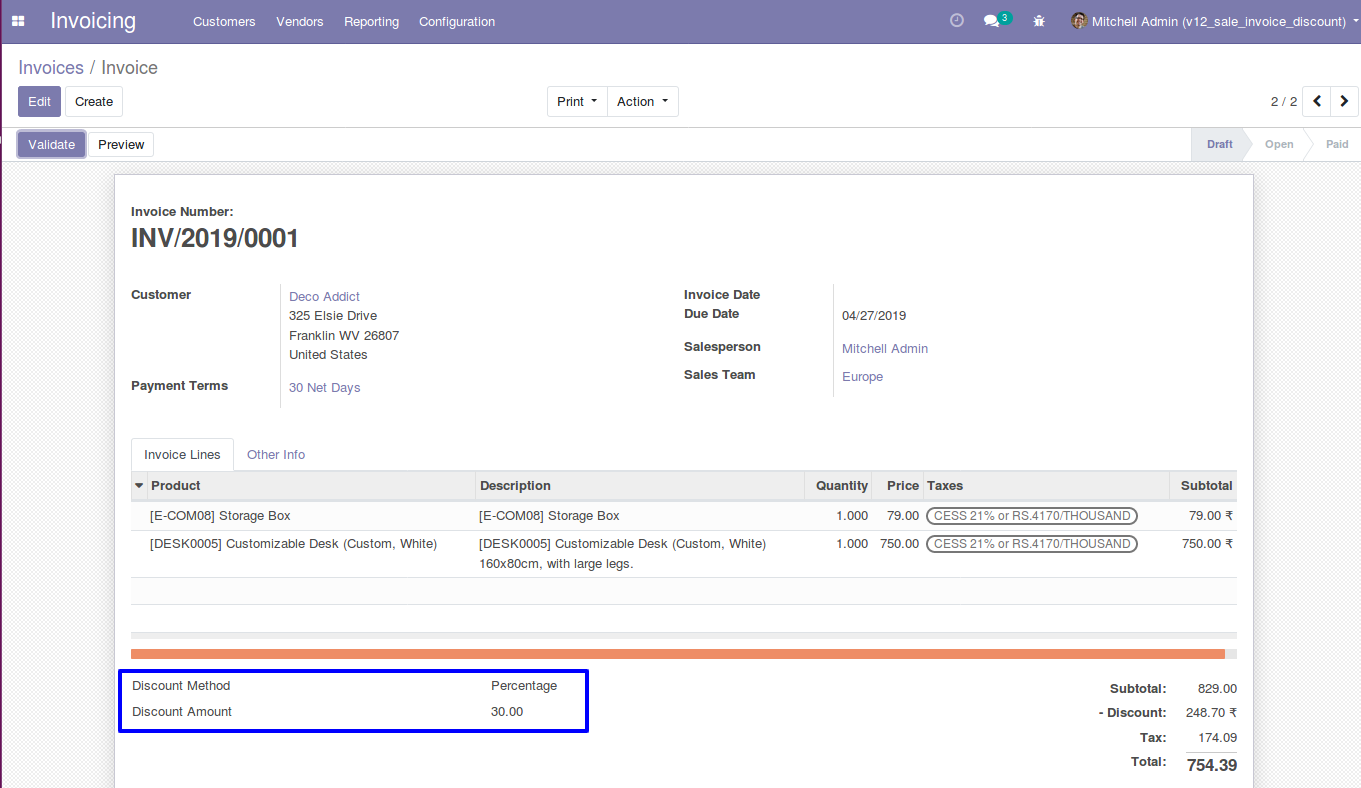 Invoicing Customers Vendors Reporting Configuration 3 Mitchell Admin (v12_sale_invoice_discount)
Invoices / Invoice
Edit Create Print Action 2 / 2
Validate Preview Draft Open Paid
Invoice Number:
INV/2019/0001
Customer Deco Addict
325 Elsie Drive
Franklin WV 26807
United States
Payment Terms 30 Net Days
Invoice Date
Due Date 04/27/2019
Salesperson Mitchell Admin
Sales Team Europe
Invoice Lines Other Info
Product Description Quantity Price Taxes Subtotal
[E-COM08] Storage Box [E-COM08] Storage Box 1.000 79.00 CESS 21% or RS.4170/THOUSAND 79.00 ₹
[DESK0005] Customizable Desk (Custom, White) [DESK0005] Customizable Desk (Custom, White) 1.000 750.00 CESS 21% or RS.4170/THOUSAND 750.00 ₹
160x80cm, with large legs.
Discount Method Percentage
Discount Amount 30.00
Subtotal: 829.00
- Discount: 248.70 ₹
Tax: 174.09
Total: 754.39